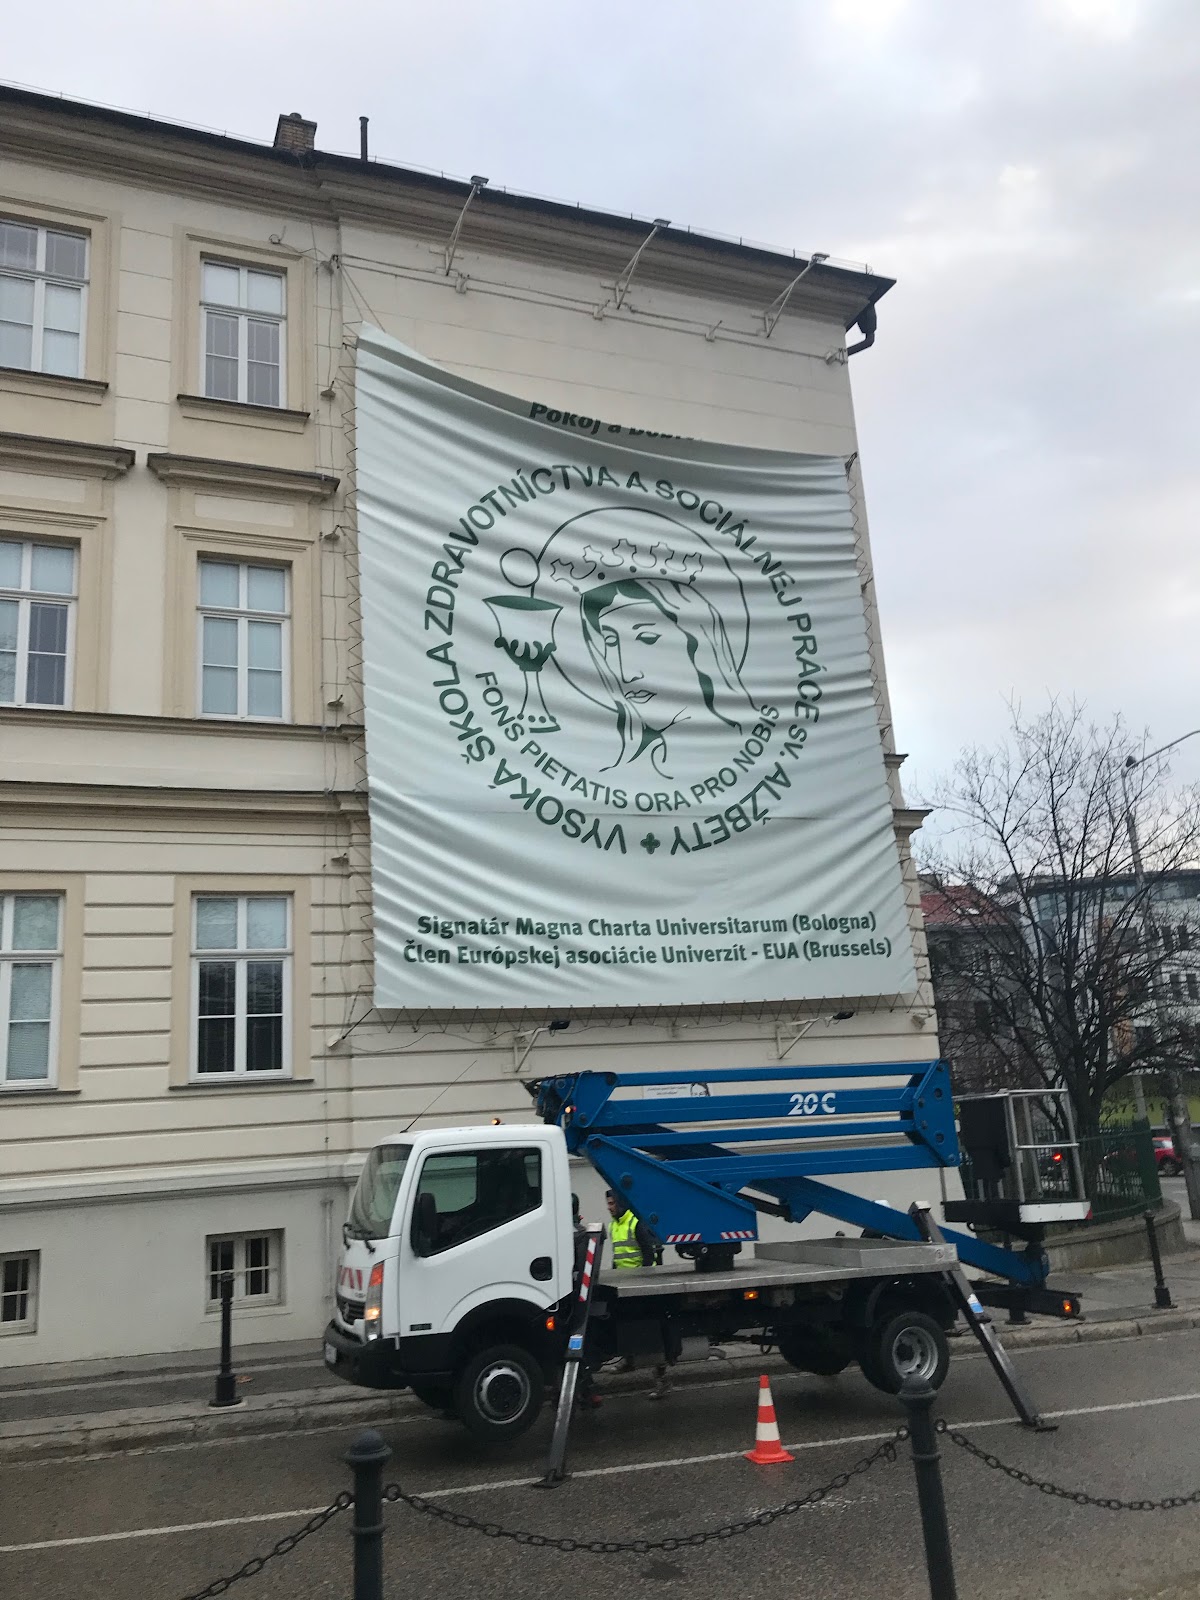 Pokoj a
VYSOKÁ ŠKOLA ZDRAVOTNÍCTVA A SOCIÁLNEJ PRÁCE SV. ALŽBETY
FONS PIETATIS ORA PRO NOBIS
Signatár Magna Charta Universitarum (Bologna)
Člen Európskej asociácie Univerzít - EUA (Brussels)
20C